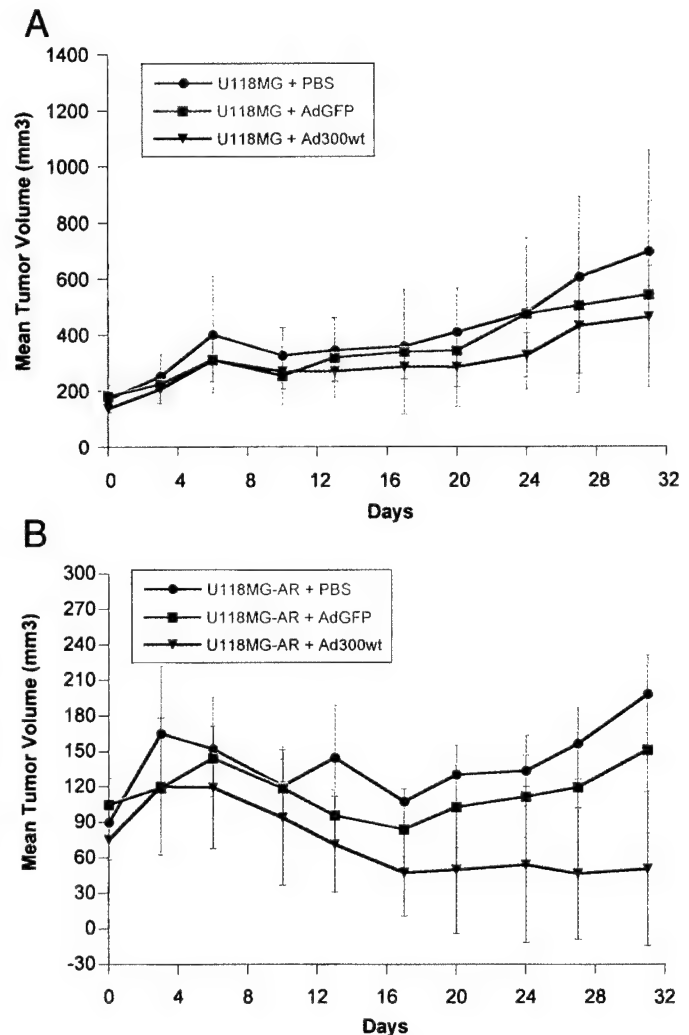 A
1400
1200
1000
800
600
400
200
0
Mean Tumor Volume (mm3)
U118MG + PBS
U118MG + AdGFP
U118MG + Ad300wt
0 4 8 12 16 20 24 28 32
Days
B
300
270
240
210
180
150
120
90
60
30
0
-30
Mean Tumor Volume (mm3)
U118MG-AR + PBS
U118MG-AR + AdGFP
U118MG-AR + Ad300wt
0 4 8 12 16 20 24 28 32
Days